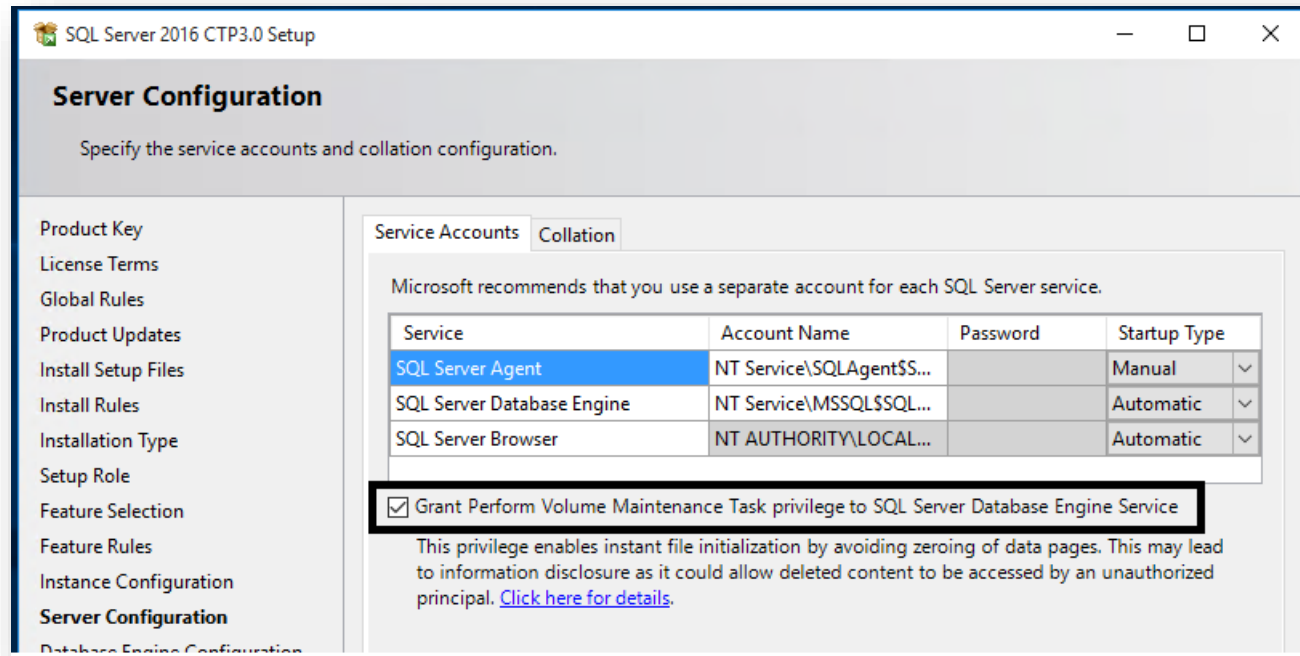 SQL Server 2016 CTP3.0 Setup
Server Configuration
Specify the service accounts and collation configuration.
Product Key
License Terms
Global Rules
Product Updates
Install Setup Files
Install Rules
Installation Type
Setup Role
Feature Selection
Feature Rules
Instance Configuration
Server Configuration
Database Engine Configuration
Service Accounts Collation
Microsoft recommends that you use a separate account for each SQL Server service.
Service Account Name Password Startup Type
SQL Server Agent NT Service\SQLAgent$S... Manual
SQL Server Database Engine NT Service\MSSQL$SQL... Automatic
SQL Server Browser NT AUTHORITY\LOCAL... Automatic
Grant Perform Volume Maintenance Task privilege to SQL Server Database Engine Service
This privilege enables instant file initialization by avoiding zeroing of data pages. This may lead
to information disclosure as it could allow deleted content to be accessed by an unauthorized
principal. Click here for details.